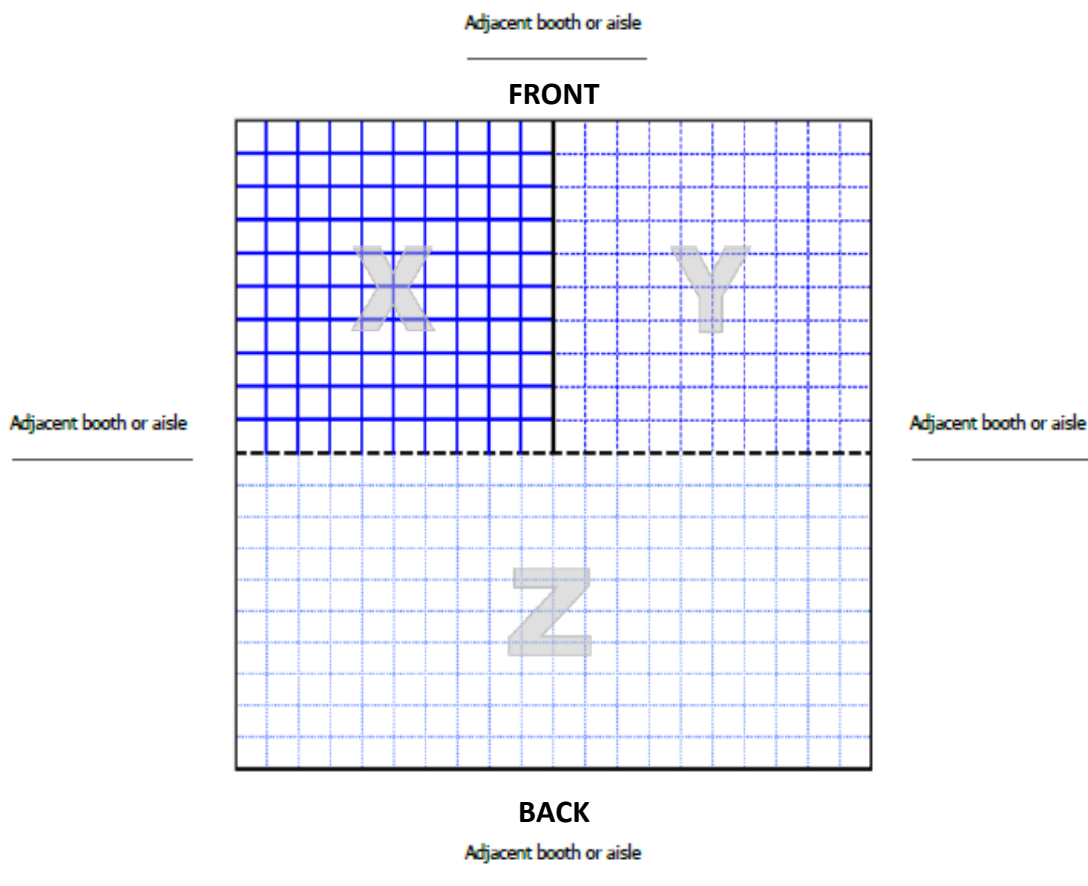 Adjacent booth or aisle
FRONT
X
Y
Adjacent booth or aisle
Adjacent booth or aisle
Z
BACK
Adjacent booth or aisle